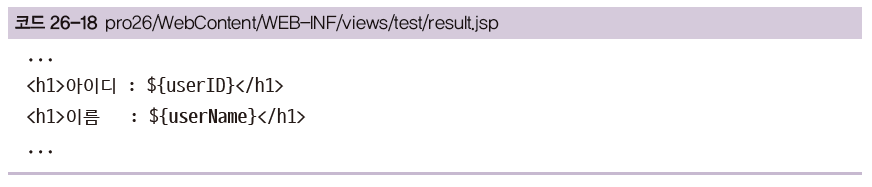 코드 26-18 pro26/WebContent/WEB-INF/views/test/result.jsp
...
<h1>아이디 : ${userID}</h1>
<h1>이름   : ${userName}</h1>
...